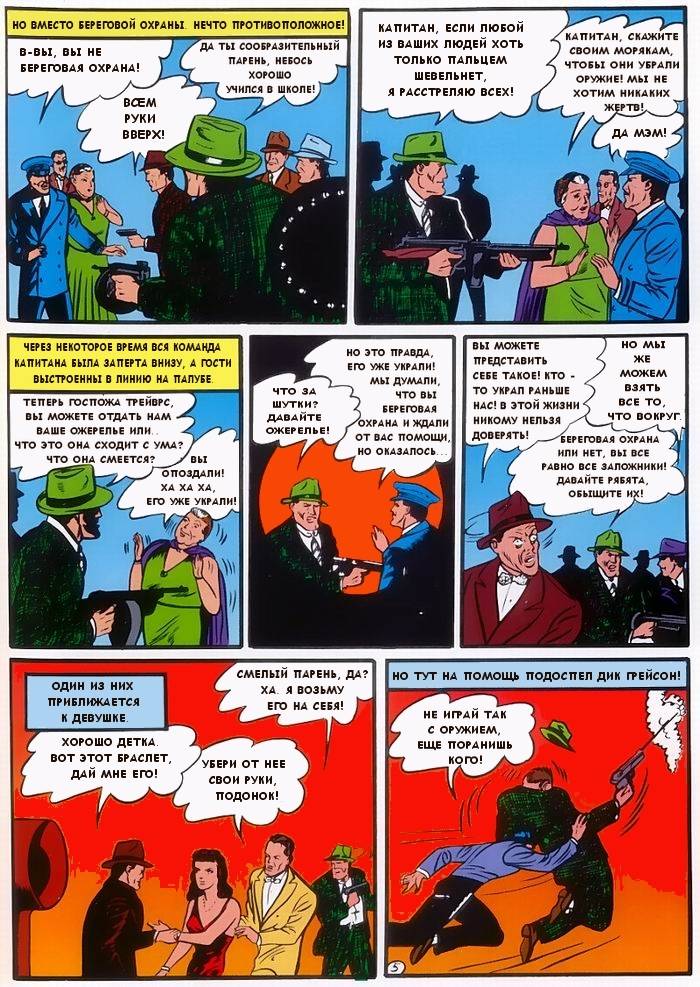 НО ВМЕСТО БЕРЕГОВОЙ ОХРАНЫ. НЕЧТО ПРОТИВОПОЛОЖНОЕ!
В-ВЫ, ВЫ НЕ
БЕРЕГОВАЯ ОХРАНА!
ДА ТЫ СООБРАЗИТЕЛЬНЫЙ
ПАРЕНЬ, НЕБОСЬ
ХОРОШО
УЧИЛСЯ В ШКОЛЕ!
ВСЕМ
РУКИ
ВВЕРХ!
КАПИТАН, ЕСЛИ ЛЮБОЙ
ИЗ ВАШИХ ЛЮДЕЙ ХОТЬ
ТОЛЬКО ПАЛЬЦЕМ
ШЕВЕЛЬНЕТ,
Я РАССТРЕЛЯЮ ВСЕХ!
КАПИТАН, СКАЖИТЕ
СВОИМ МОРЯКАМ,
ЧТОБЫ ОНИ УБРАЛИ
ОРУЖИЕ! МЫ НЕ
ХОТИМ НИКАКИХ
ЖЕРТВ!
ДА МЭМ!
ЧЕРЕЗ НЕКОТОРОЕ ВРЕМЯ ВСЯ КОМАНДА
КАПИТАНА БЫЛА ЗАПЕРТА ВНИЗУ, А ГОСТИ
ВЫСТРОЕННЫ В ЛИНИЮ НА ПАЛУБЕ.
ТЕПЕРЬ ГОСПОЖА ТРЕЙВРС,
ВЫ МОЖЕТЕ ОТДАТЬ НАМ
ВАШЕ ОЖЕРЕЛЬЕ ИЛИ..
ЧТО ЭТО ОНА СХОДИТ С УМА?
ЧТО ОНА СМЕЕТСЯ?
ВЫ
ОПОЗДАЛИ!
ХА ХА ХА,
ЕГО УЖЕ УКРАЛИ!
ЧТО ЗА
ШУТКИ?
ДАВАЙТЕ
ОЖЕРЕЛЬЕ!
НО ЭТО ПРАВДА,
ЕГО УЖЕ УКРАЛИ!
МЫ ДУМАЛИ,
ЧТО ВЫ
БЕРЕГОВАЯ
ОХРАНА И ЖДАЛИ
ОТ ВАС ПОМОЩИ,
НО ОКАЗАЛОСЬ...
ВЫ МОЖЕТЕ
ПРЕДСТАВИТЬ
СЕБЕ ТАКОЕ! КТО -
ТО УКРАЛ РАНЬШЕ
НАС! В ЭТОЙ ЖИЗНИ
НИКОМУ НЕЛЬЗЯ
ДОВЕРЯТЬ!
НО МЫ
ЖЕ
МОЖЕМ
ВЗЯТЬ
ВСЕ ТО,
ЧТО ВОКРУГ.
БЕРЕГОВАЯ ОХРАНА
ИЛИ НЕТ, ВЫ ВСЕ
РАВНО ВСЕ ЗАЛОЖНИКИ!
ДАВАЙТЕ РЯБЯТА,
ОБЫЩИТЕ ИХ!
ОДИН ИЗ НИХ
ПРИБЛИЖАЕТСЯ
К ДЕВУШКЕ.
СМЕЛЫЙ ПАРЕНЬ, ДА?
ХА. Я ВОЗЬМУ
ЕГО НА СЕБЯ!
ХОРОШО ДЕТКА.
ВОТ ЭТОТ БРАСЛЕТ,
ДАЙ МНЕ ЕГО!
УБЕРИ ОТ НЕЕ
СВОИ РУКИ,
ПОДОНОК!
НО ТУТ НА ПОМОЩЬ ПОДОСПЕЛ ДИК ГРЕЙСОН!
НЕ ИГРАЙ ТАК
С ОРУЖИЕМ,
ЕЩЕ ПОРАНИШЬ
КОГО!
5